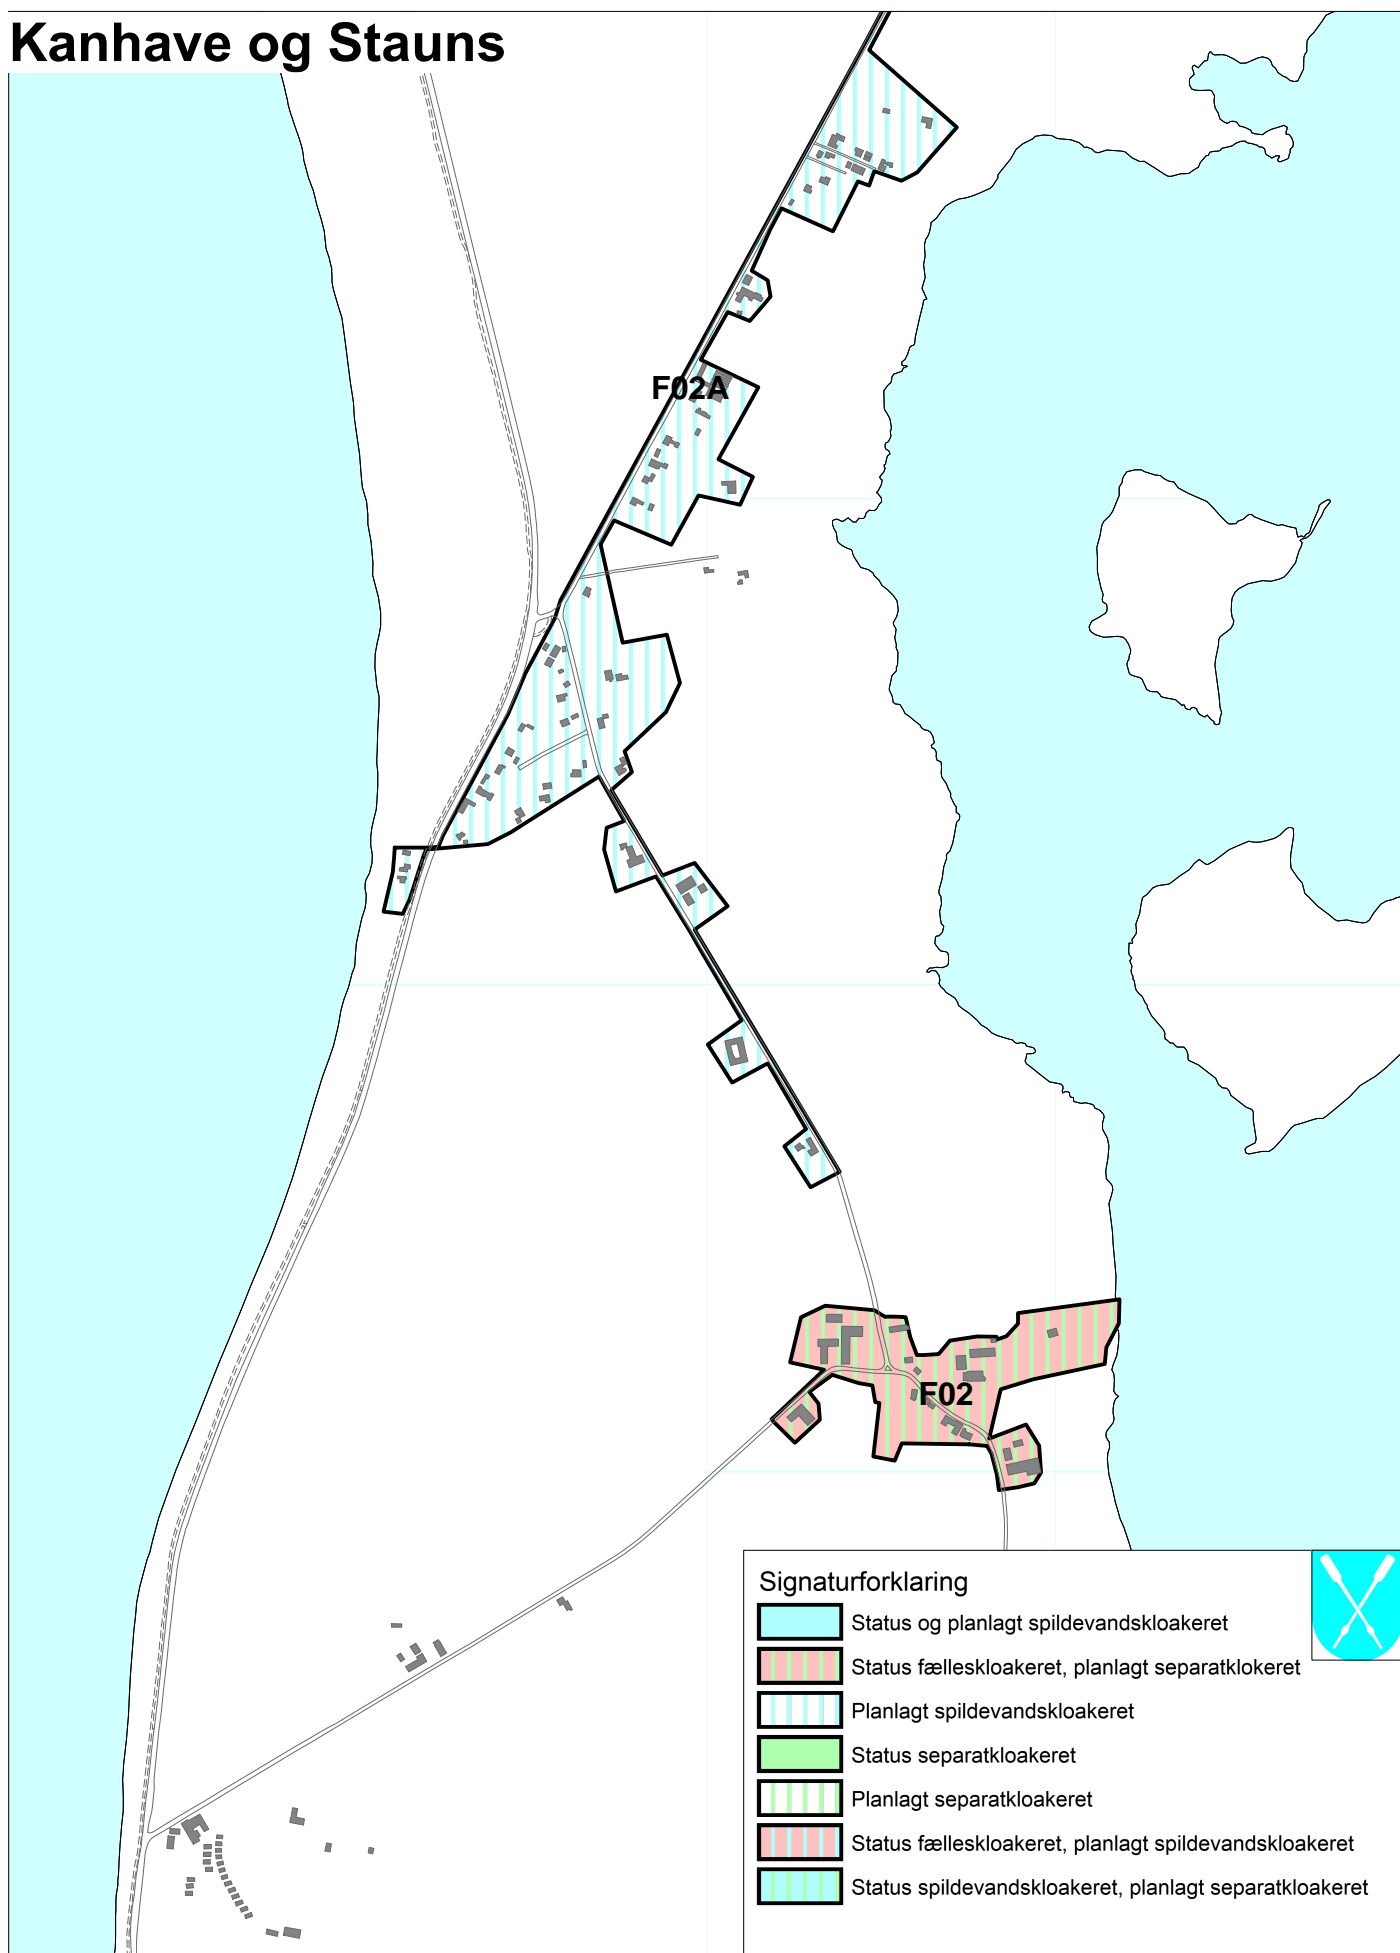 Kanhave og Stauns
F02A
F02
Signaturforklaring
Status og planlagt spildevandskloakeret
Status fælleskloakeret, planlagt separatklokeret
Planlagt spildevandskloakeret
Status separatkloakeret
Planlagt separatkloakeret
Status fælleskloakeret, planlagt spildevandskloakeret
Status spildevandskloakeret, planlagt separatkloakeret